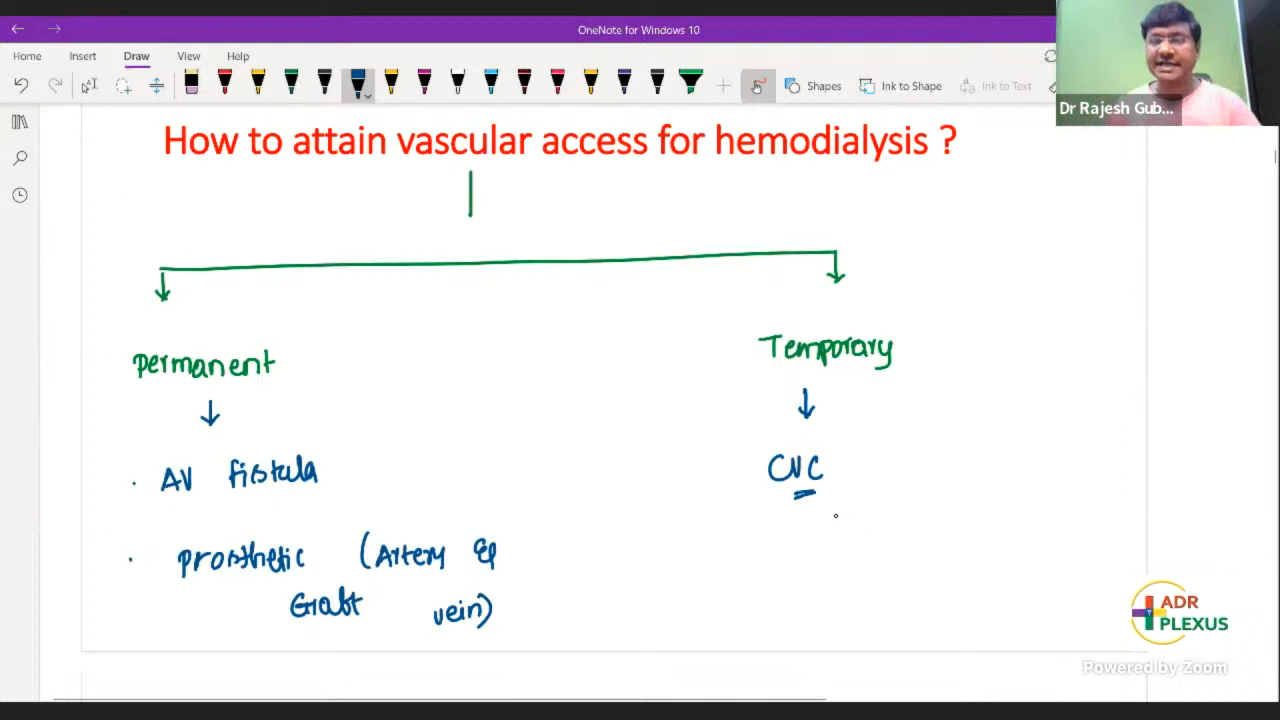 OneNote for Windows 10
Home Insert Draw View Help
Shapes Ink to Shape Ink to Text
Dr Rajesh Gub...
How to attain vascular access for hemodialysis ?
permanent
Temporary
. AV fistula
CVC
. prosthetic (Artery &
Graft vein)
ADR
PLEXUS
Powered by Zoom